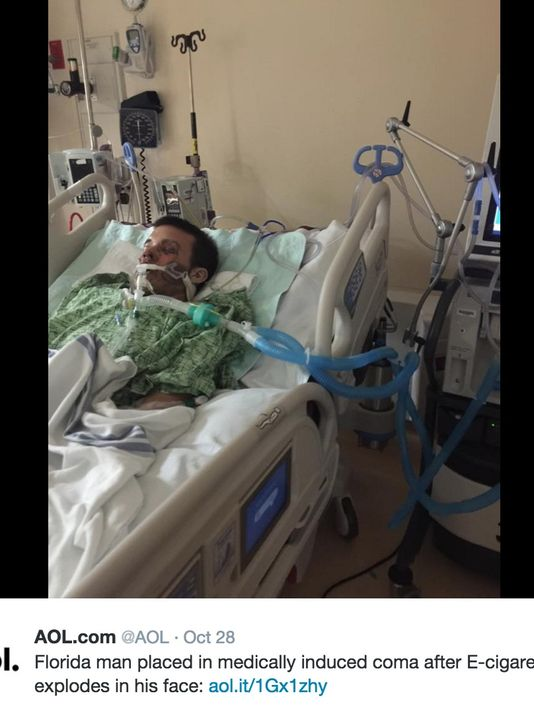 AOL.com @AOL · Oct 28
ol. Florida man placed in medically induced coma after E-cigare
explodes in his face: aol.it/1Gx1zhy